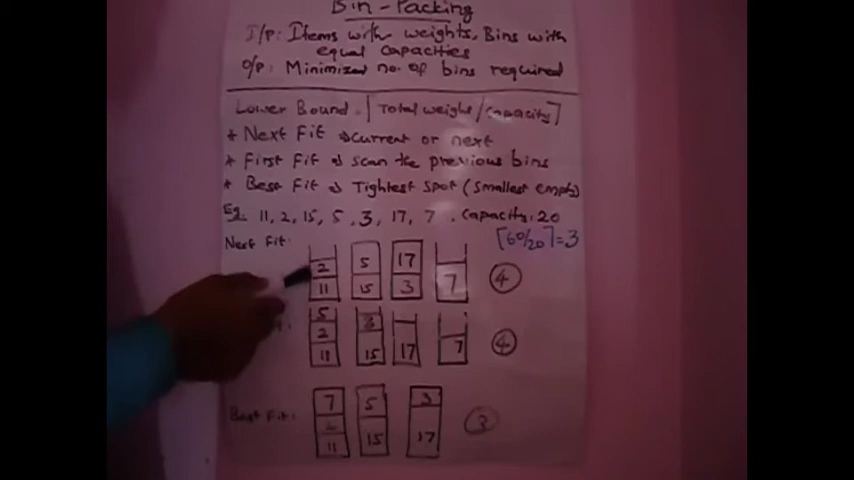 Bin - Packing
I/p: Items with weights, Bins with
equal capacities
O/p: Minimized no. of bins required
Lower Bound. ⌈Total weight/capacity⌉
* Next Fit → current or next
* First Fit → scan the previous bins
* Best Fit → Tightest spot (smallest empty)
Eg. 11, 2, 15, 5, 3, 17, 7. capacity: 20
Next Fit: ⌈60/20⌉=3
2 5 17
11 15 3 7 4
5
2 3
11 15 17 7 4
7 5 3
Best Fit: 2 3
11 15 17